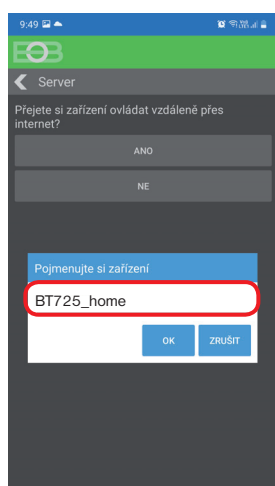 9:49
EOB
Server
Přejete si zařízení ovládat vzdáleně přes
internet?
ANO
NE
Pojmenujte si zařízení
BT725_home
OK
ZRUŠIT